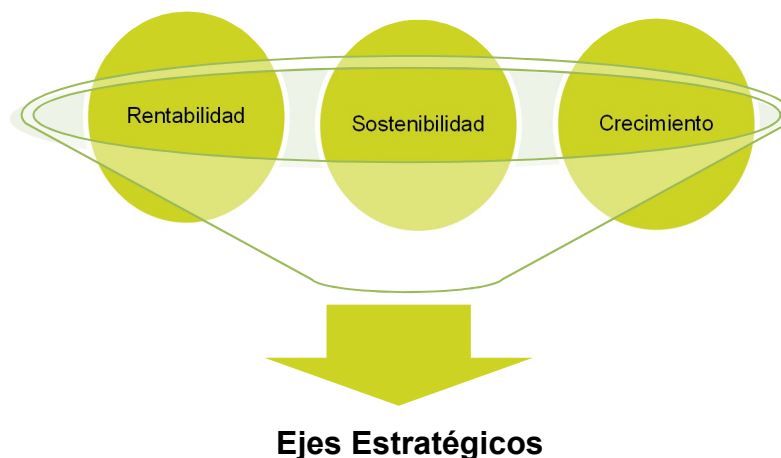 Rentabilidad
Sostenibilidad
Crecimiento
Ejes Estratégicos